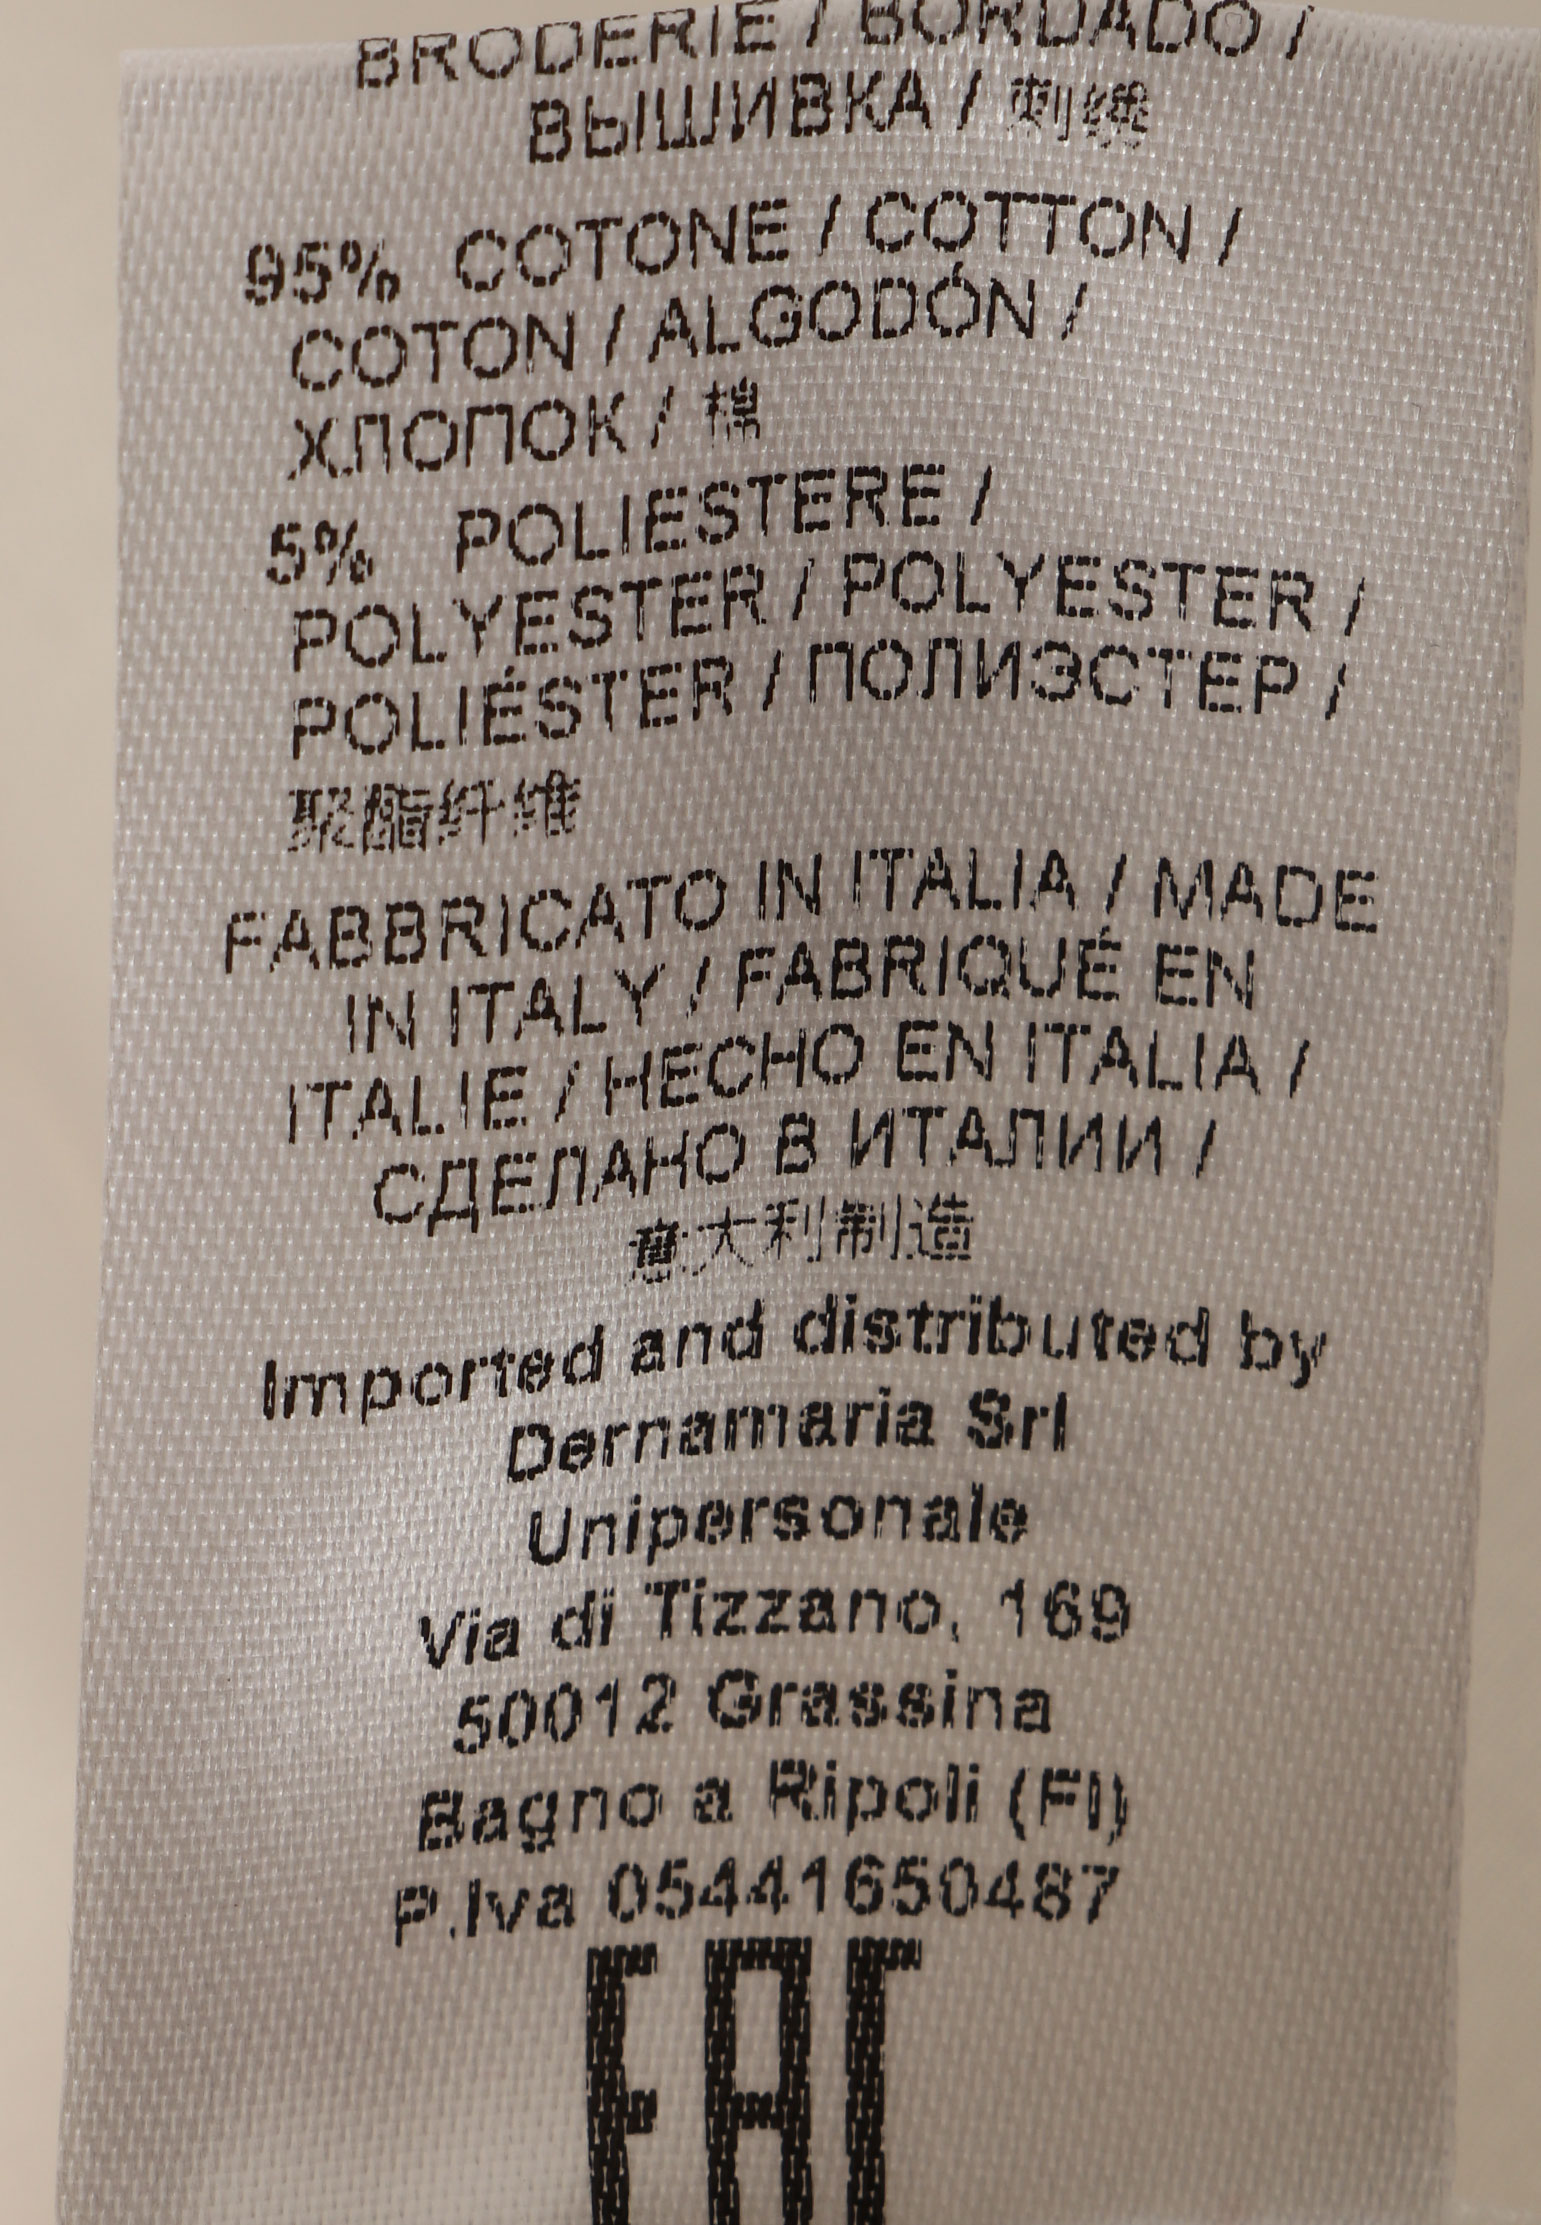 BRODERIE / BORDADO /
ВЫШИВКА / 刺绣
95% COTONE / COTTON /
COTON / ALGODÓN /
ХЛОПОК / 棉
5% POLIESTERE /
POLYESTER / POLYESTER /
POLIÉSTER / ПОЛИЭСТЕР /
聚酯纤维
FABBRICATO IN ITALIA / MADE
IN ITALY / FABRIQUÉ EN
ITALIE / HECHO EN ITALIA /
СДЕЛАНО В ИТАЛИИ /
意大利制造
Imported and distributed by
Dernamaria Srl
Unipersonale
Via di Tizzano, 169
50012 Grassina
Bagno a Ripoli (FI)
P.Iva 05441650487
EAC